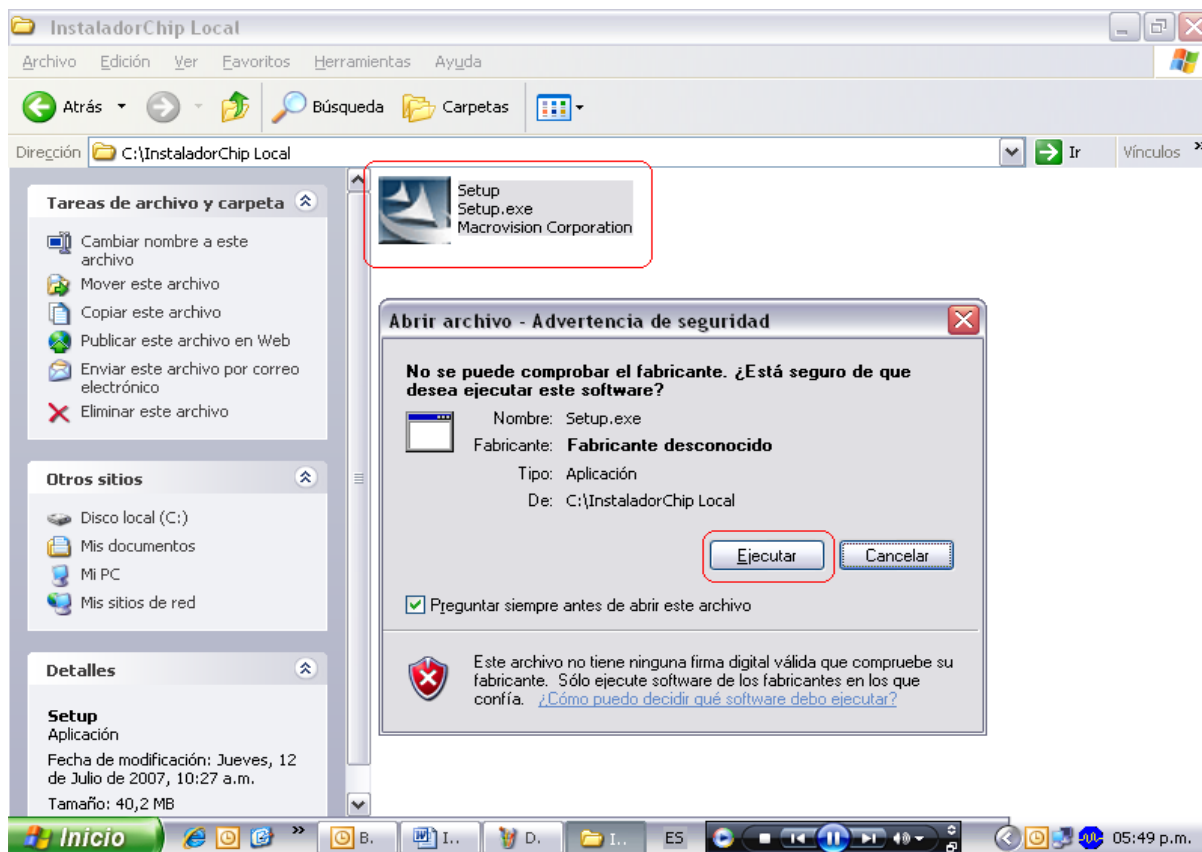 InstaladorChip Local
Archivo Edición Ver Favoritos Herramientas Ayuda
Atrás Búsqueda Carpetas
Dirección C:\InstaladorChip Local Ir Vínculos »
Tareas de archivo y carpeta
Cambiar nombre a este
archivo
Mover este archivo
Copiar este archivo
Publicar este archivo en Web
Enviar este archivo por correo
electrónico
Eliminar este archivo
Otros sitios
Disco local (C:)
Mis documentos
Mi PC
Mis sitios de red
Detalles
Setup
Aplicación
Fecha de modificación: Jueves, 12
de Julio de 2007, 10:27 a.m.
Tamaño: 40,2 MB
Setup
Setup.exe
Macrovision Corporation
Abrir archivo - Advertencia de seguridad
No se puede comprobar el fabricante. ¿Está seguro de que
desea ejecutar este software?
Nombre: Setup.exe
Fabricante: Fabricante desconocido
Tipo: Aplicación
De: C:\InstaladorChip Local
Ejecutar Cancelar
Preguntar siempre antes de abrir este archivo
Este archivo no tiene ninguna firma digital válida que compruebe su
fabricante. Sólo ejecute software de los fabricantes en los que
confía. ¿Cómo puedo decidir qué software debo ejecutar?
Inicio » B. I.. D. I.. ES 05:49 p.m.